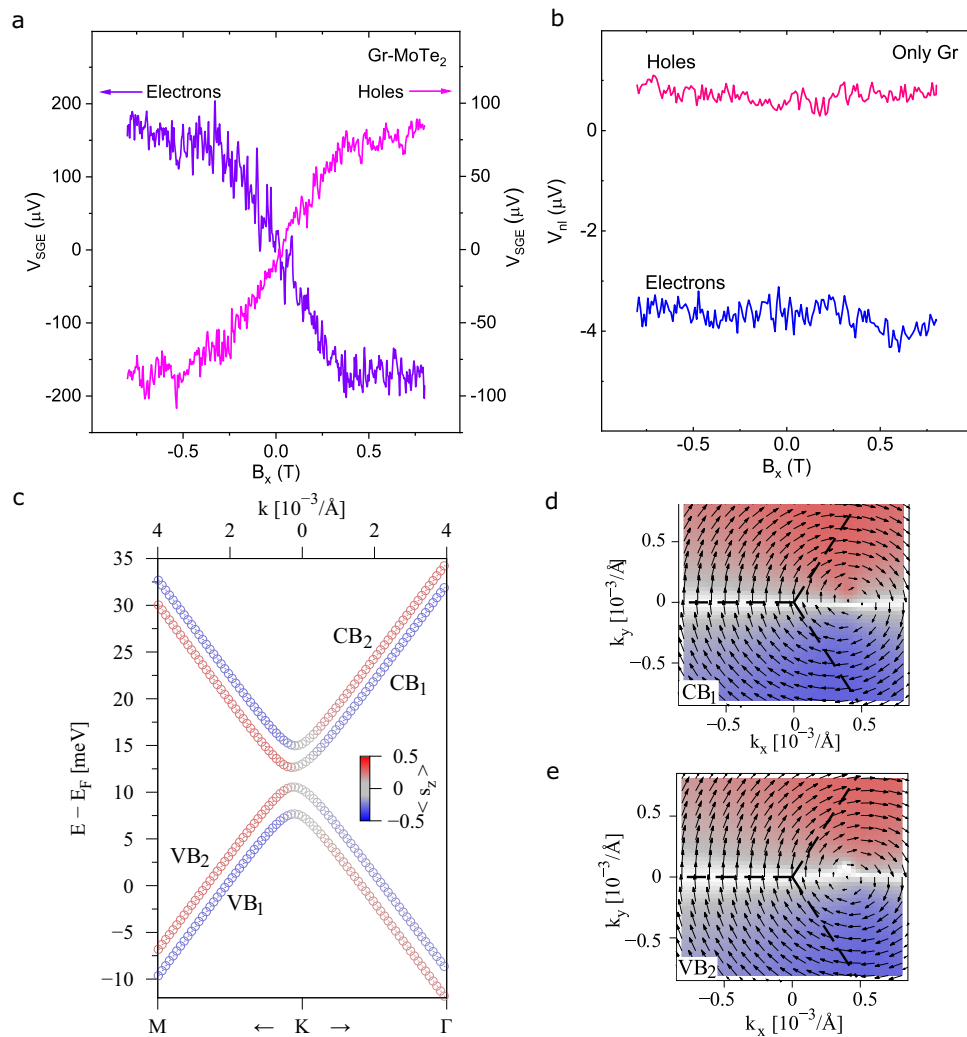 a
Gr-MoTe₂
Electrons
Holes
200
100
0
-100
-200
100
50
0
-50
-100
V_SGE (μV)
V_SGE (μV)
-0.5
0.0
0.5
B_x (T)
b
Only Gr
Holes
Electrons
0
-2
-4
V_nl (μV)
-0.5
0.0
0.5
B_x (T)
c
k [10⁻³/Å]
4
2
0
2
4
35
30
25
20
15
10
5
0
−5
−10
E − E_F [meV]
CB₂
CB₁
VB₂
VB₁
0.5
0
−0.5
< s_z >
M
← K →
Γ
d
k_y [10⁻³/Å]
0.5
0
−0.5
CB₁
−0.5
0
0.5
k_x [10⁻³/Å]
e
k_y [10⁻³/Å]
0.5
0
−0.5
VB₂
−0.5
0
0.5
k_x [10⁻³/Å]